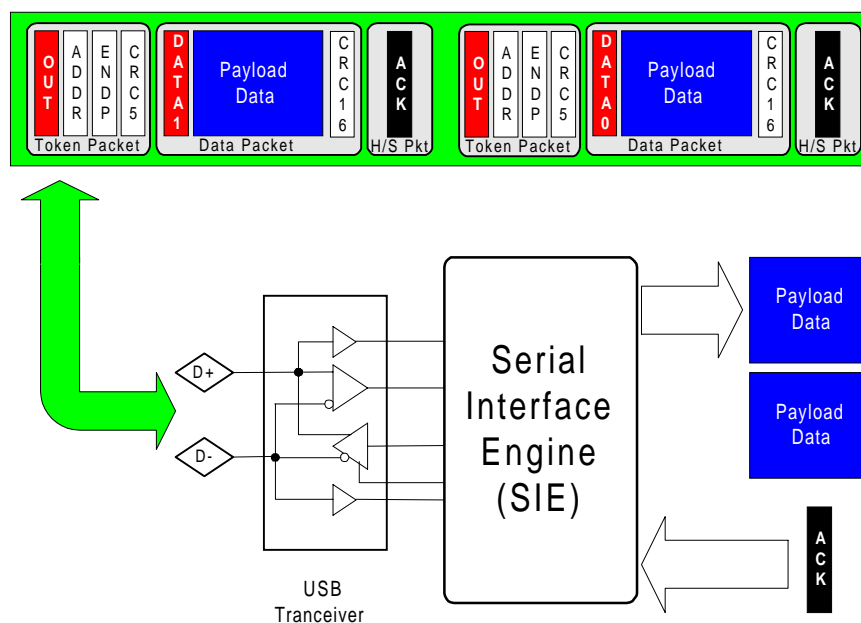 OUT
ADDR
ENDP
CRC5
Token Packet
DATA1
Payload
Data
CRC16
Data Packet
ACK
H/S Pkt
OUT
ADDR
ENDP
CRC5
Token Packet
DATA0
Payload
Data
CRC16
Data Packet
ACK
H/S Pkt
D+
D-
USB
Tranceiver
Serial
Interface
Engine
(SIE)
Payload
Data
Payload
Data
ACK